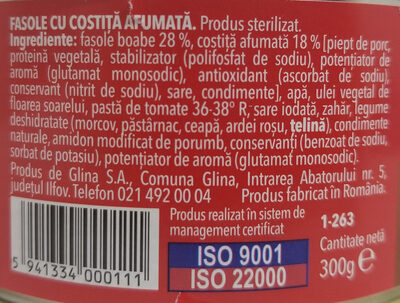 FASOLE CU COSTIȚĂ AFUMATĂ. Produs sterilizat.
Ingrediente: fasole boabe 28 %, costiță afumată 18 % [piept de porc,
proteină vegetală, stabilizator (polifosfat de sodiu), potențiator de
aromă (glutamat monosodic), antioxidant (ascorbat de sodiu),
conservant (nitrit de sodiu), sare, condimente], apă, ulei vegetal de
floarea soarelui, pastă de tomate 36-38º R, sare iodată, zahăr, legume
deshidratate (morcov, păstârnac, ceapă, ardei roșu, țelină), condimente
naturale, amidon modificat de porumb, conservanți (benzoat de sodiu,
sorbat de potasiu), potențiator de aromă (glutamat monosodic).
Produs de Glina S.A., Comuna Glina, Intrarea Abatorului nr. 5,
județul Ilfov. Telefon 021 492 00 04 Produs fabricat în România.
Produs realizat în sistem de
management certificat
1-263
ISO 9001
ISO 22000
Cantitate netă
300g e
5 941334 000111